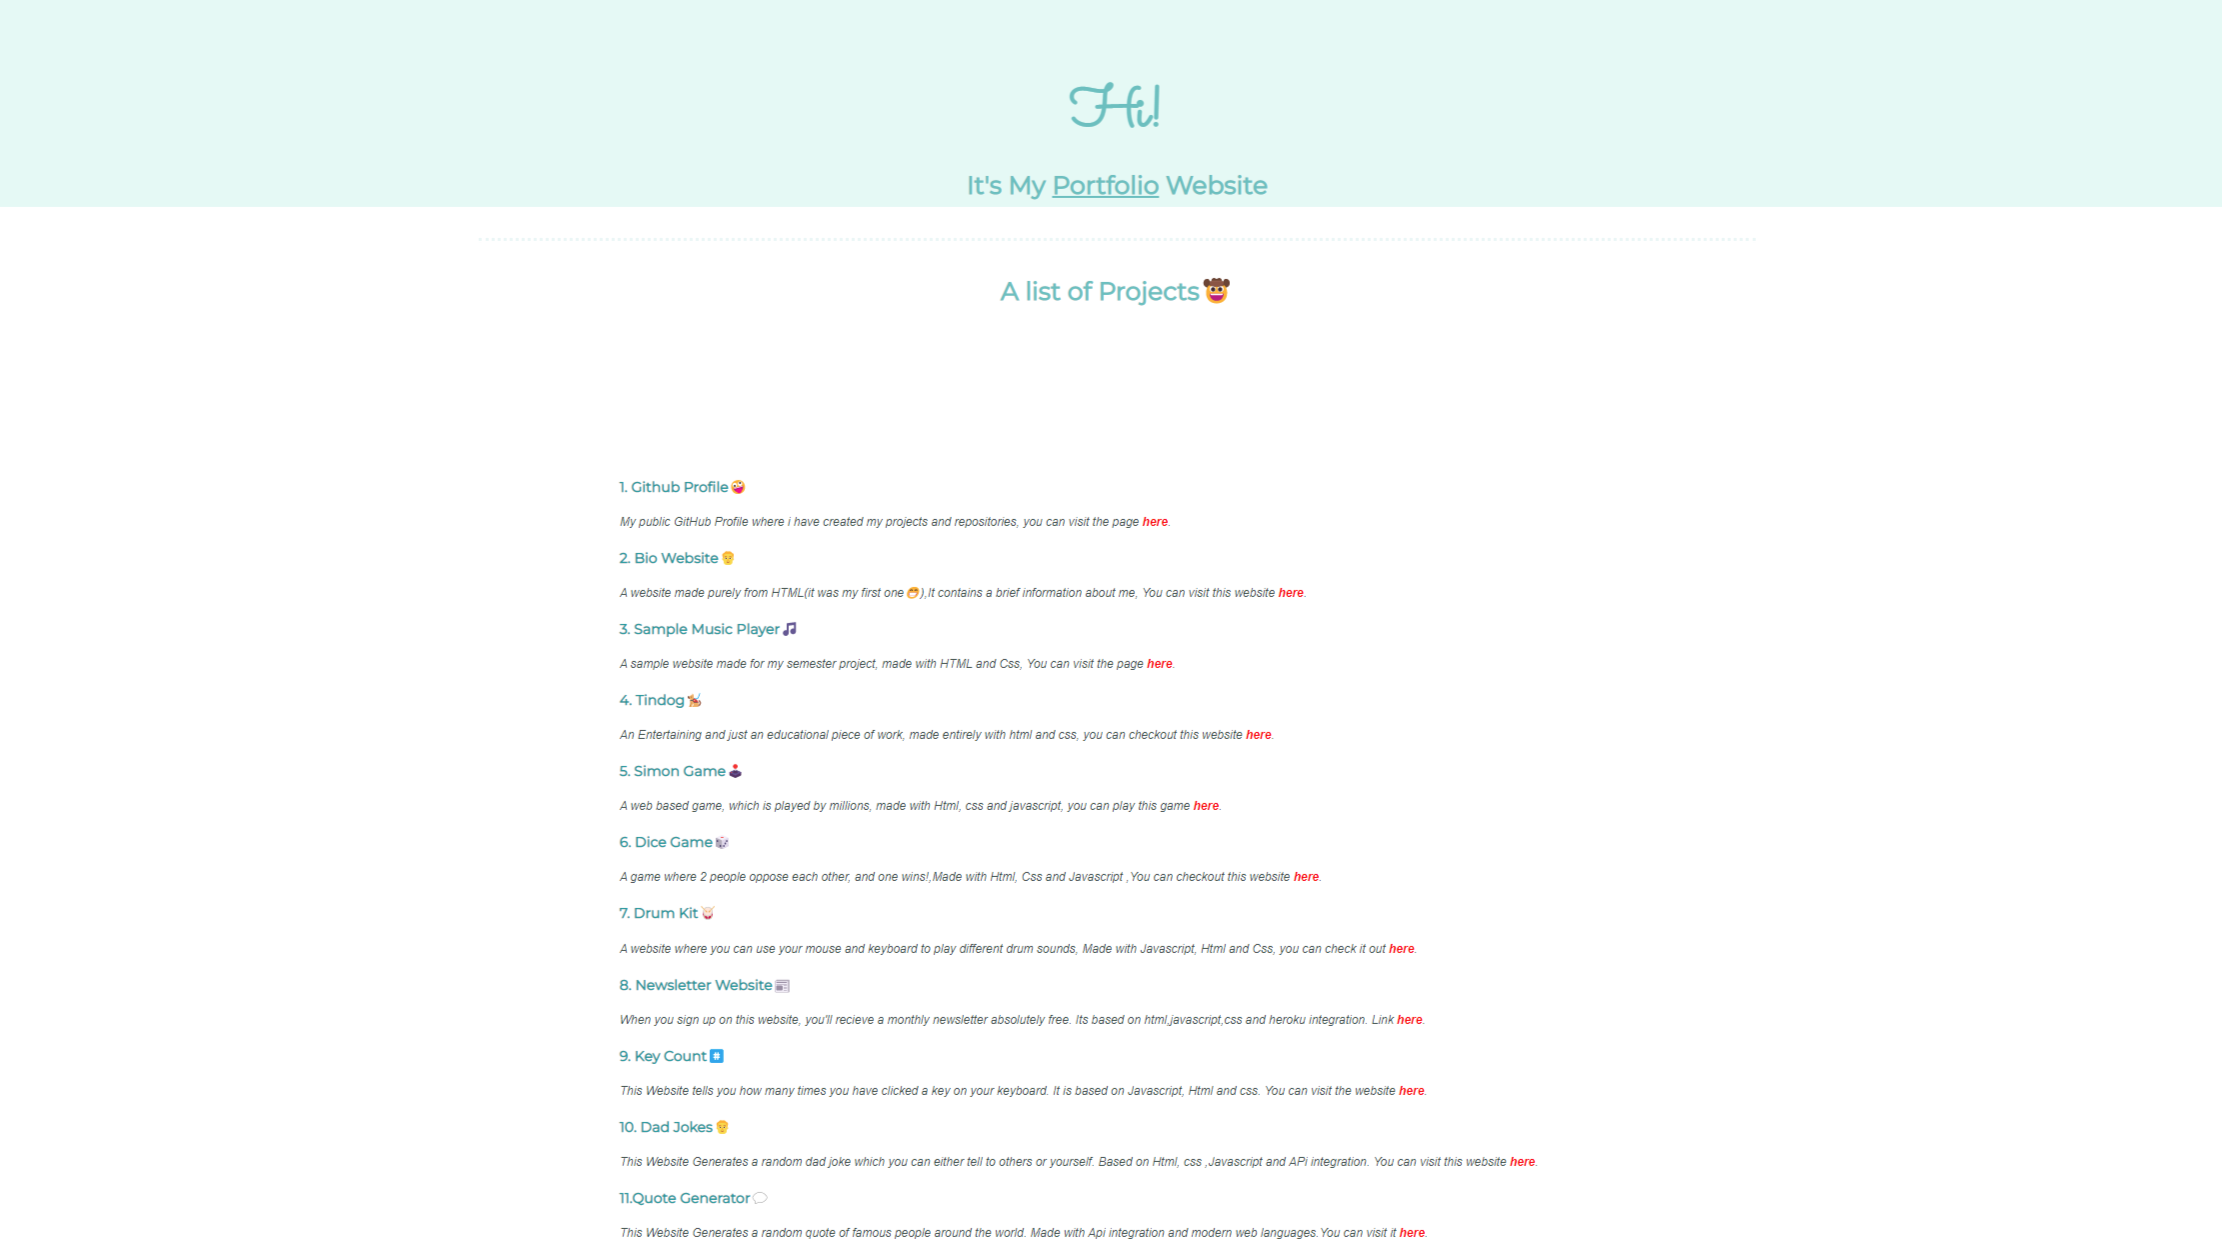 Hi!
It's My Portfolio Website
A list of Projects🤠
1. Github Profile🤪
My public GitHub Profile where i have created my projects and repositories, you can visit the page here.
2. Bio Website👴
A website made purely from HTML(it was my first one😁),It contains a brief information about me, You can visit this website here.
3. Sample Music Player🎵
A sample website made for my semester project, made with HTML and Css, You can visit the page here.
4. Tindog🐕‍🦺
An Entertaining and just an educational piece of work, made entirely with html and css, you can checkout this website here.
5. Simon Game🕹️
A web based game, which is played by millions, made with Html, css and javascript, you can play this game here.
6. Dice Game🎲
A game where 2 people oppose each other, and one wins!,Made with Html, Css and Javascript ,You can checkout this website here.
7. Drum Kit🥁
A website where you can use your mouse and keyboard to play different drum sounds, Made with Javascript, Html and Css, you can check it out here.
8. Newsletter Website📰
When you sign up on this website, you'll recieve a monthly newsletter absolutely free. Its based on html,javascript,css and heroku integration. Link here.
9. Key Count#️⃣
This Website tells you how many times you have clicked a key on your keyboard. It is based on Javascript, Html and css. You can visit the website here.
10. Dad Jokes👴
This Website Generates a random dad joke which you can either tell to others or yourself. Based on Html, css ,Javascript and APi integration. You can visit this website here.
11.Quote Generator💬
This Website Generates a random quote of famous people around the world. Made with Api integration and modern web languages.You can visit it here.